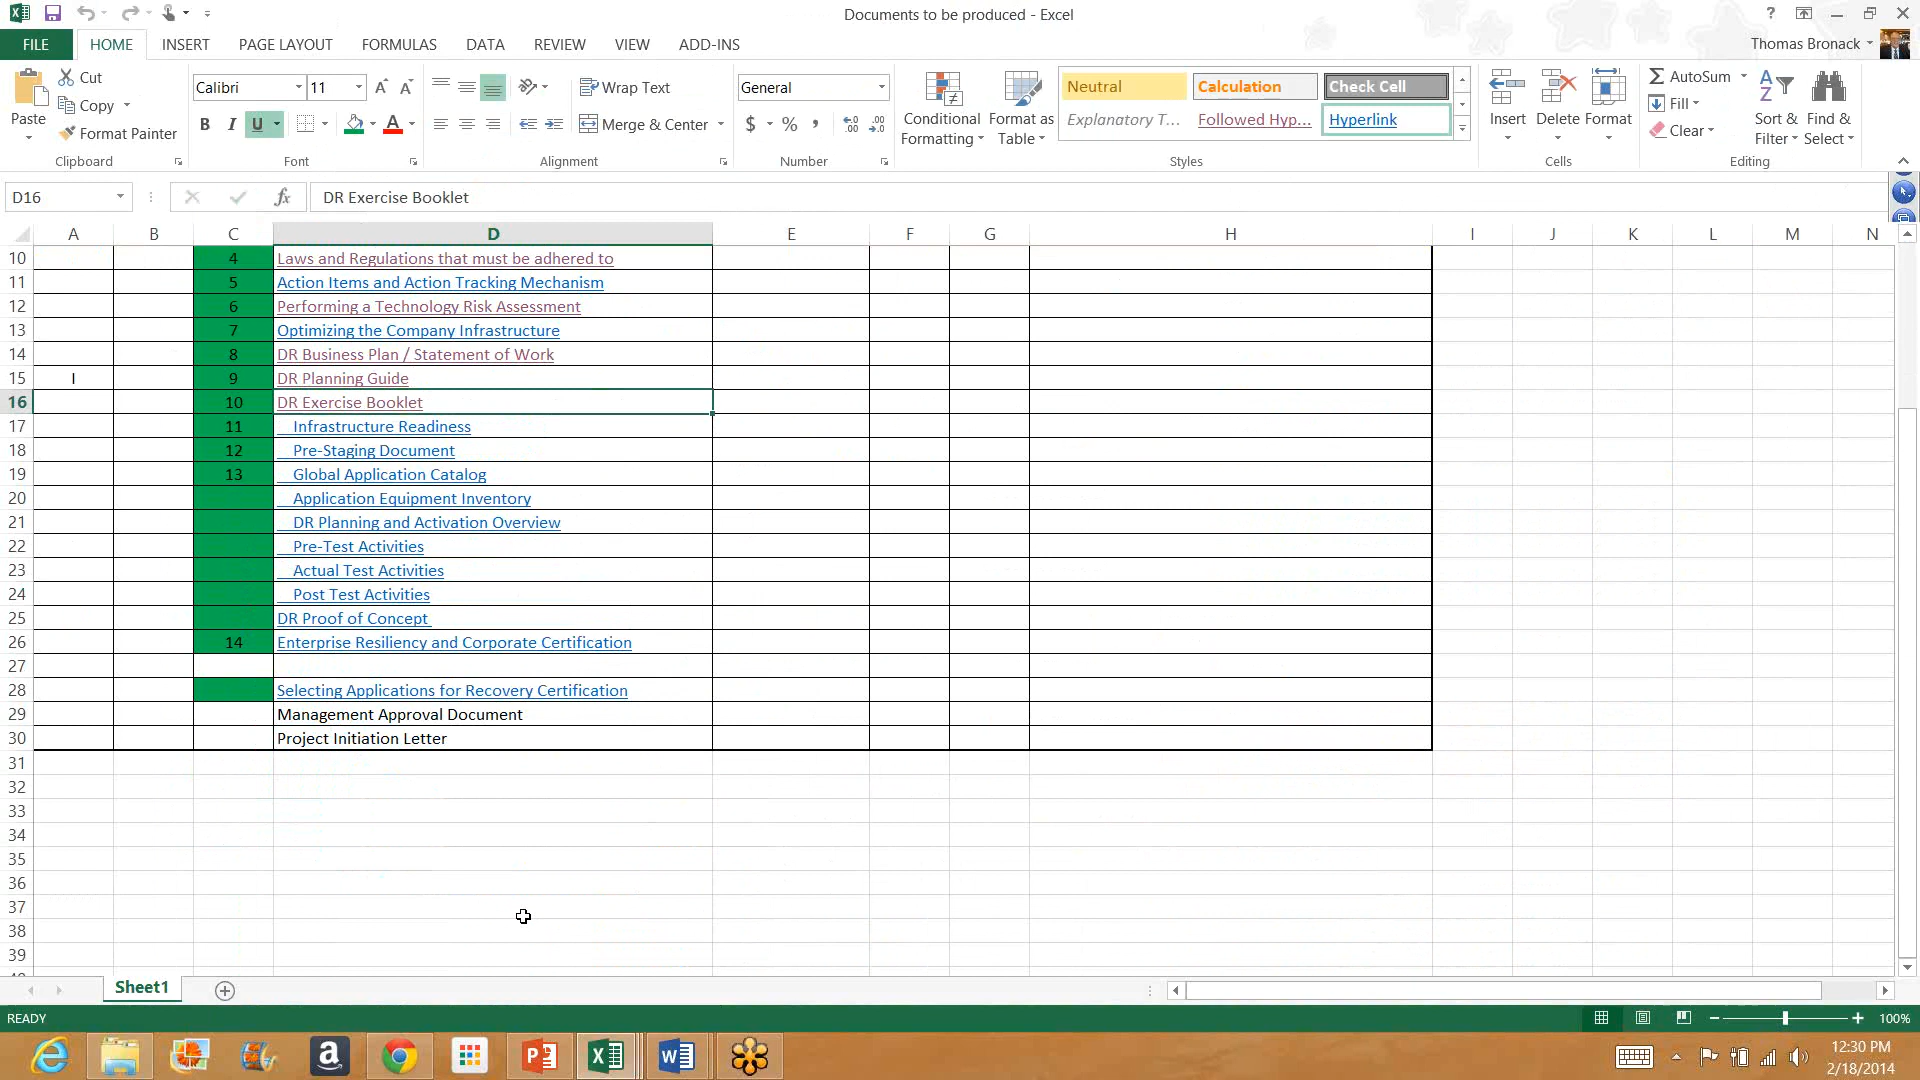 Documents to be produced - Excel
?
FILE HOME INSERT PAGE LAYOUT FORMULAS DATA REVIEW VIEW ADD-INS
Thomas Bronack
Paste
Cut
Copy
Format Painter
Clipboard
Calibri 11
B I U
Font
Wrap Text
Merge & Center
Alignment
General
$ % ,
Number
Conditional Formatting
Format as Table
Neutral Calculation Check Cell
Explanatory T... Followed Hyp... Hyperlink
Styles
Insert Delete Format
Cells
AutoSum
Fill
Clear
Sort & Filter
Find & Select
Editing
D16
fx
DR Exercise Booklet
A B C D E F G H I J K L M N
10 4 Laws and Regulations that must be adhered to
11 5 Action Items and Action Tracking Mechanism
12 6 Performing a Technology Risk Assessment
13 7 Optimizing the Company Infrastructure
14 8 DR Business Plan / Statement of Work
15 I 9 DR Planning Guide
16 10 DR Exercise Booklet
17 11 Infrastructure Readiness
18 12 Pre-Staging Document
19 13 Global Application Catalog
20 Application Equipment Inventory
21 DR Planning and Activation Overview
22 Pre-Test Activities
23 Actual Test Activities
24 Post Test Activities
25 DR Proof of Concept
26 14 Enterprise Resiliency and Corporate Certification
27
28 Selecting Applications for Recovery Certification
29 Management Approval Document
30 Project Initiation Letter
31
32
33
34
35
36
37
38
39
Sheet1
READY
100%
12:30 PM
2/18/2014